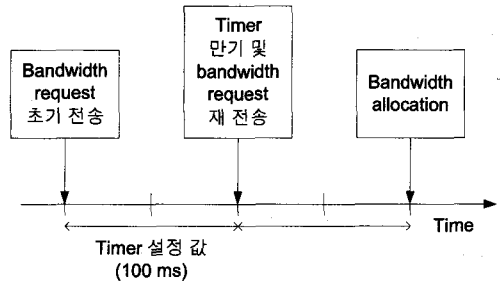 Bandwidth
request
초기 전송
Timer
만기 및
bandwidth
request
재 전송
Bandwidth
allocation
Time
Timer 설정 값
(100 ms)